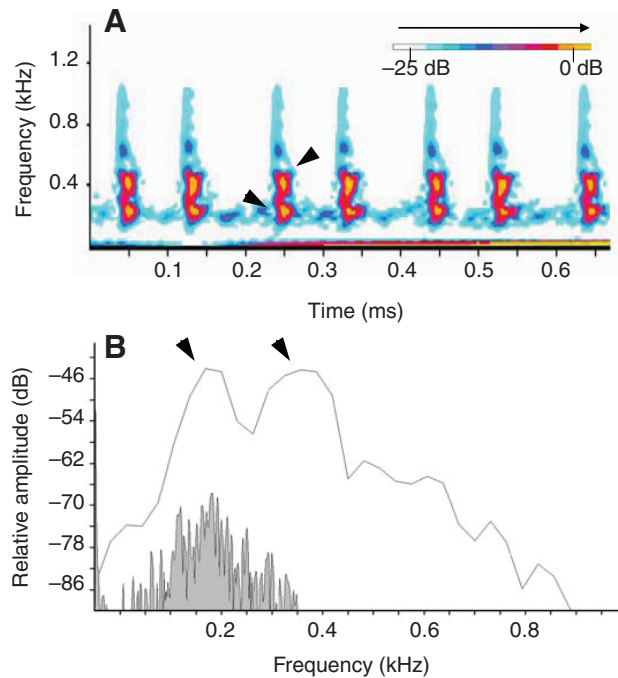 A
Frequency (kHz)
1.2
0.8
0.4
–25 dB
0 dB
0.1
0.2
0.3
0.4
0.5
0.6
Time (ms)
B
Relative amplitude (dB)
–46
–54
–62
–70
–78
–86
0.2
0.4
0.6
0.8
Frequency (kHz)